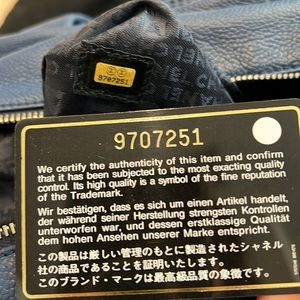 9707251
9707251
We certify the authenticity of this item and confirm
that it has been subjected to the most exacting quality
control. Its high quality is a symbol of the fine reputation
of the Trademark.
Wir bestätigen, dass es sich um einen Artikel handelt,
der während seiner Herstellung strengsten Kontrollen
unterworfen war, und dessen erstklassige Qualität
dem hohen Ansehen unserer Marke entspricht.
この製品は厳しい管理のもとに製造されたシャネル
社の商品であることを証明いたします。
このブランド・マークは最高級品質の象徴です。